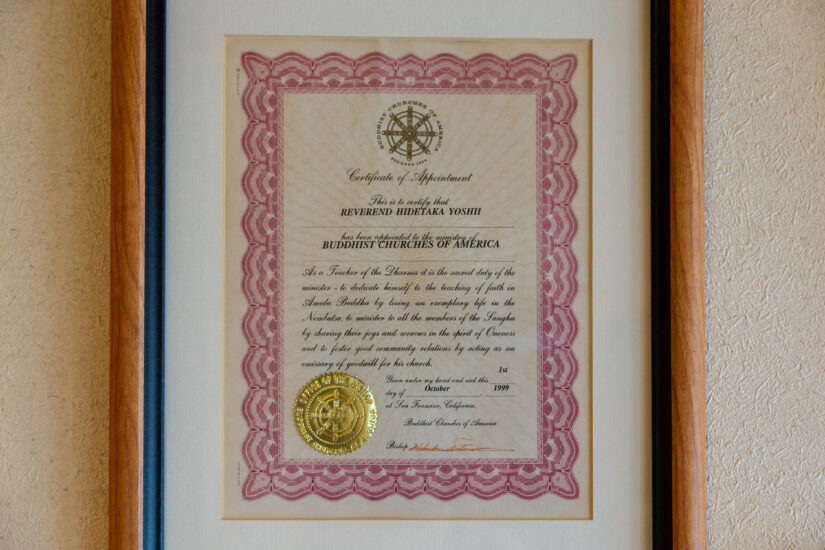 BUDDHIST CHURCHES OF AMERICA
FOUNDED 1899
Certificate of Appointment
This is to certify that
REVEREND HIDETAKA YOSHII
has been appointed to the ministry of
BUDDHIST CHURCHES OF AMERICA
As a Teacher of the Dharma it is the sacred duty of the
minister - to dedicate himself to the teaching of faith in
Amida Buddha by living an exemplary life in the
Nembutsu, to minister to all the members of the Sangha
by sharing their joys and sorrows in the spirit of Oneness
and to foster good community relations by acting as an
emissary of goodwill for his church.
1st
Given under my hand and seal this
day of October, 1999
at San Francisco, California.
Buddhist Churches of America
Bishop
OFFICE OF THE